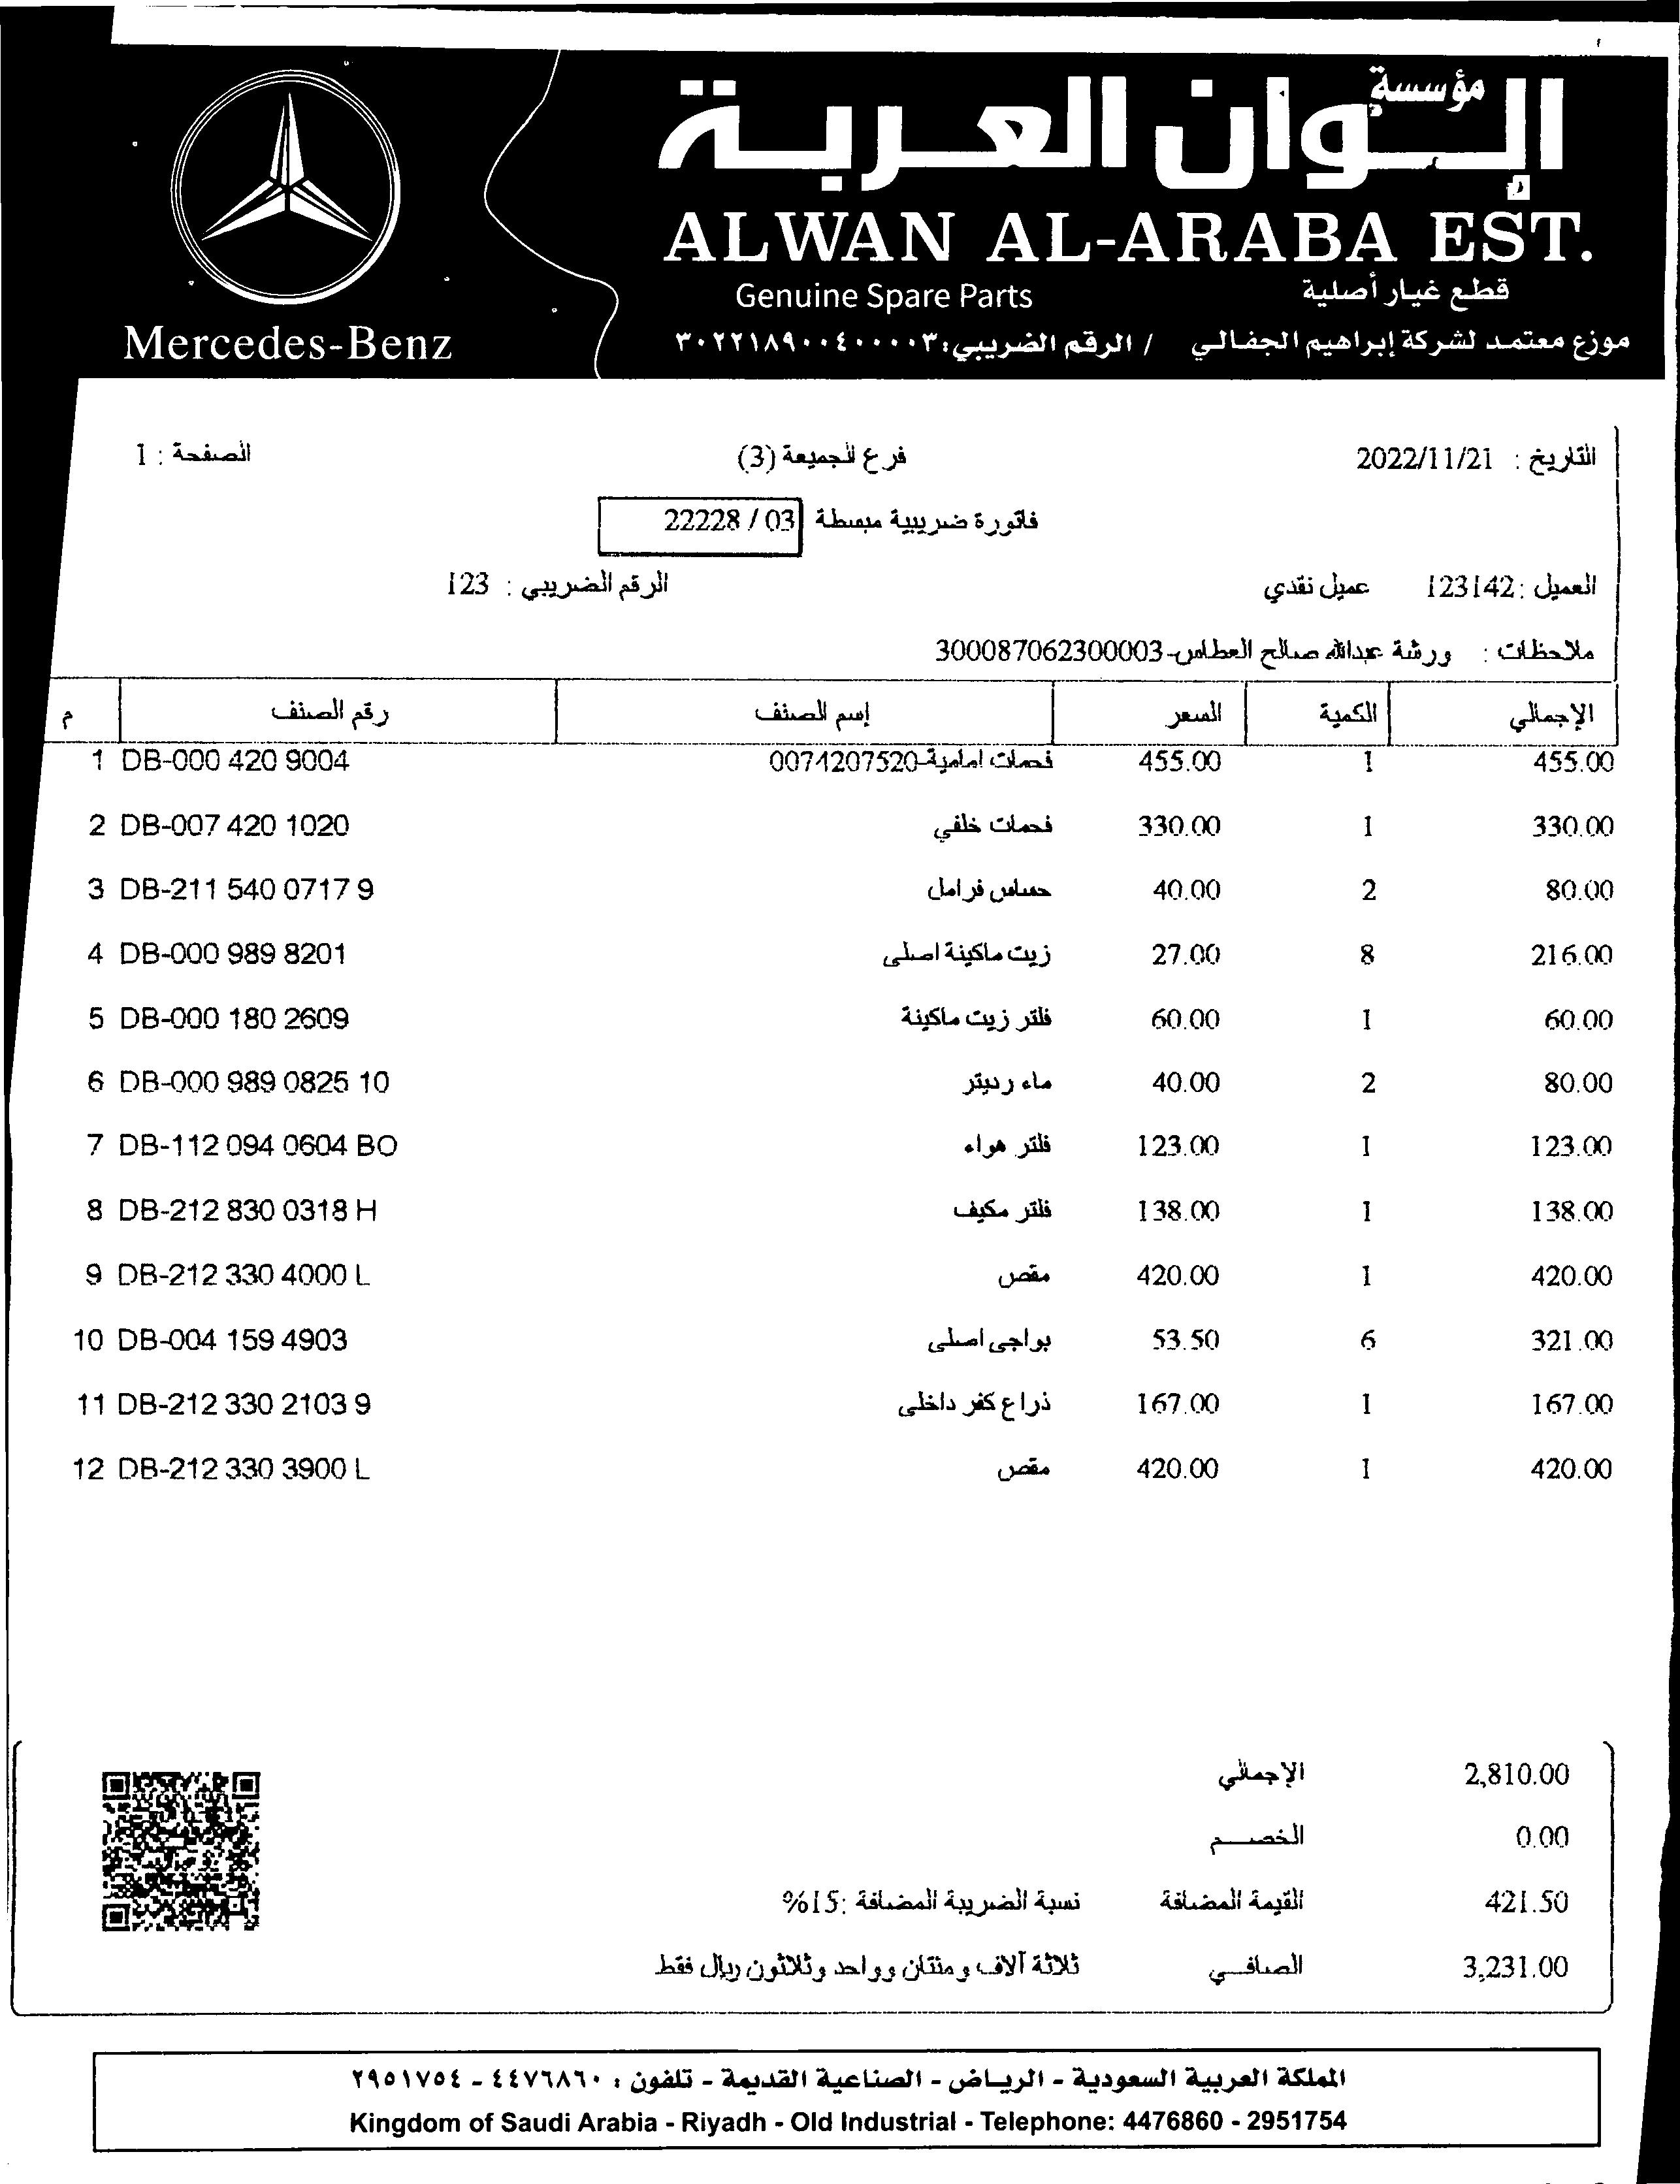 مؤسسة
إلـوان العـربـة
ALWAN AL-ARABA EST.
Genuine Spare Parts قطع غيار أصلية
موزع معتمد لشركة إبراهيم الجفالي / الرقم الضريبي:٣٠٢٢١٨٩٠٠٤٠٠٠٠٣
Mercedes-Benz
التاريخ : 2022/11/21 فرع الجميعة (3) الصفحة : 1
فاتورة ضريبية مبسطة 03 / 22228
العميل :123142 عميل نقدي الرقم الضريبي : 123
ملاحظات : ورشة عبدالله صالح العطاس-300087062300003
م رقم الصنف إسم الصنف السعر الكمية الإجمالي
1 DB-000 420 9004 فحمات امامية-0074207520 455.00 1 455.00
2 DB-007 420 1020 فحمات خلفي 330.00 1 330.00
3 DB-211 540 0717 9 حساس فرامل 40.00 2 80.00
4 DB-000 989 8201 زيت ماكينة اصلى 27.00 8 216.00
5 DB-000 180 2609 فلتر زيت ماكينة 60.00 1 60.00
6 DB-000 989 0825 10 ماء رديتر 40.00 2 80.00
7 DB-112 094 0604 BO فلتر هواء 123.00 1 123.00
8 DB-212 830 0318 H فلتر مكيف 138.00 1 138.00
9 DB-212 330 4000 L مقص 420.00 1 420.00
10 DB-004 159 4903 بواجى اصلى 53.50 6 321.00
11 DB-212 330 2103 9 ذراع كفر داخلى 167.00 1 167.00
12 DB-212 330 3900 L مقص 420.00 1 420.00
الإجمالي 2,810.00
الخصـــم 0.00
نسبة الضريبة المضافة :15% القيمة المضافة 421.50
ثلاثة آلاف ومئتان وواحد وثلاثون ريال فقط الصافــي 3,231.00
المملكة العربية السعودية - الرياض - الصناعية القديمة - تلفون : ٤٤٧٦٨٦٠ - ٢٩٥١٧٥٤
Kingdom of Saudi Arabia - Riyadh - Old Industrial - Telephone: 4476860 - 2951754